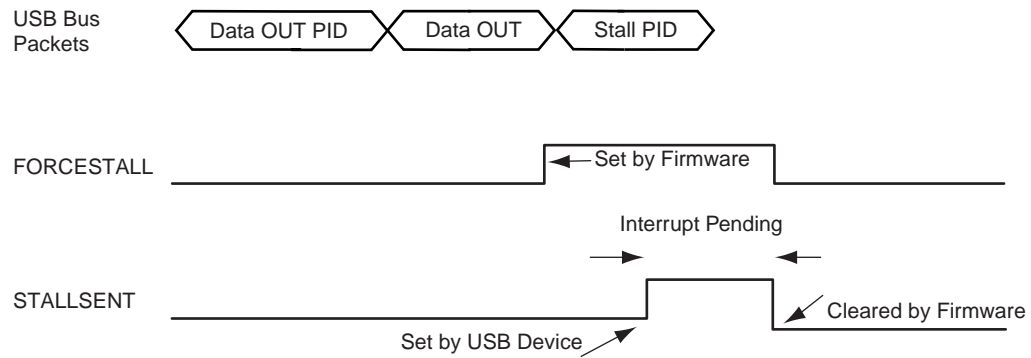 USB Bus
Packets
Data OUT PID
Data OUT
Stall PID
FORCESTALL
Set by Firmware
Interrupt Pending
STALLSENT
Cleared by Firmware
Set by USB Device